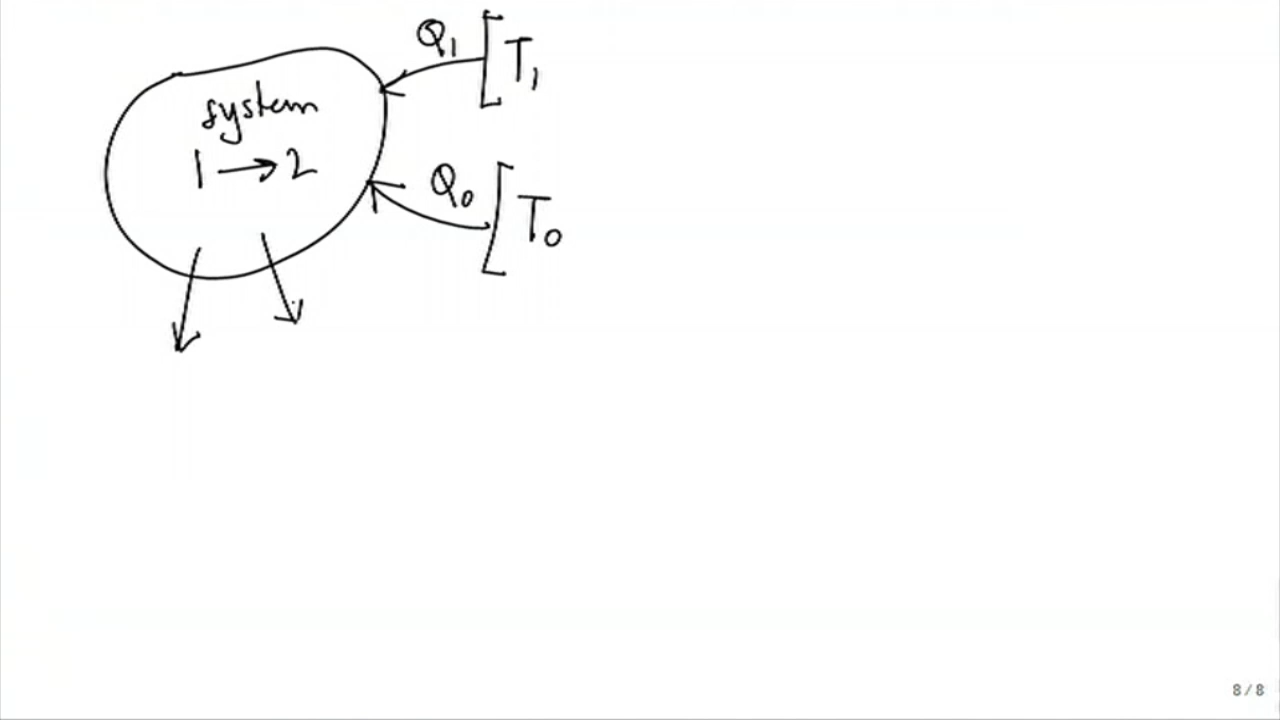 Q₁ T₁
system
1 → 2
Q₀ T₀
8 / 8